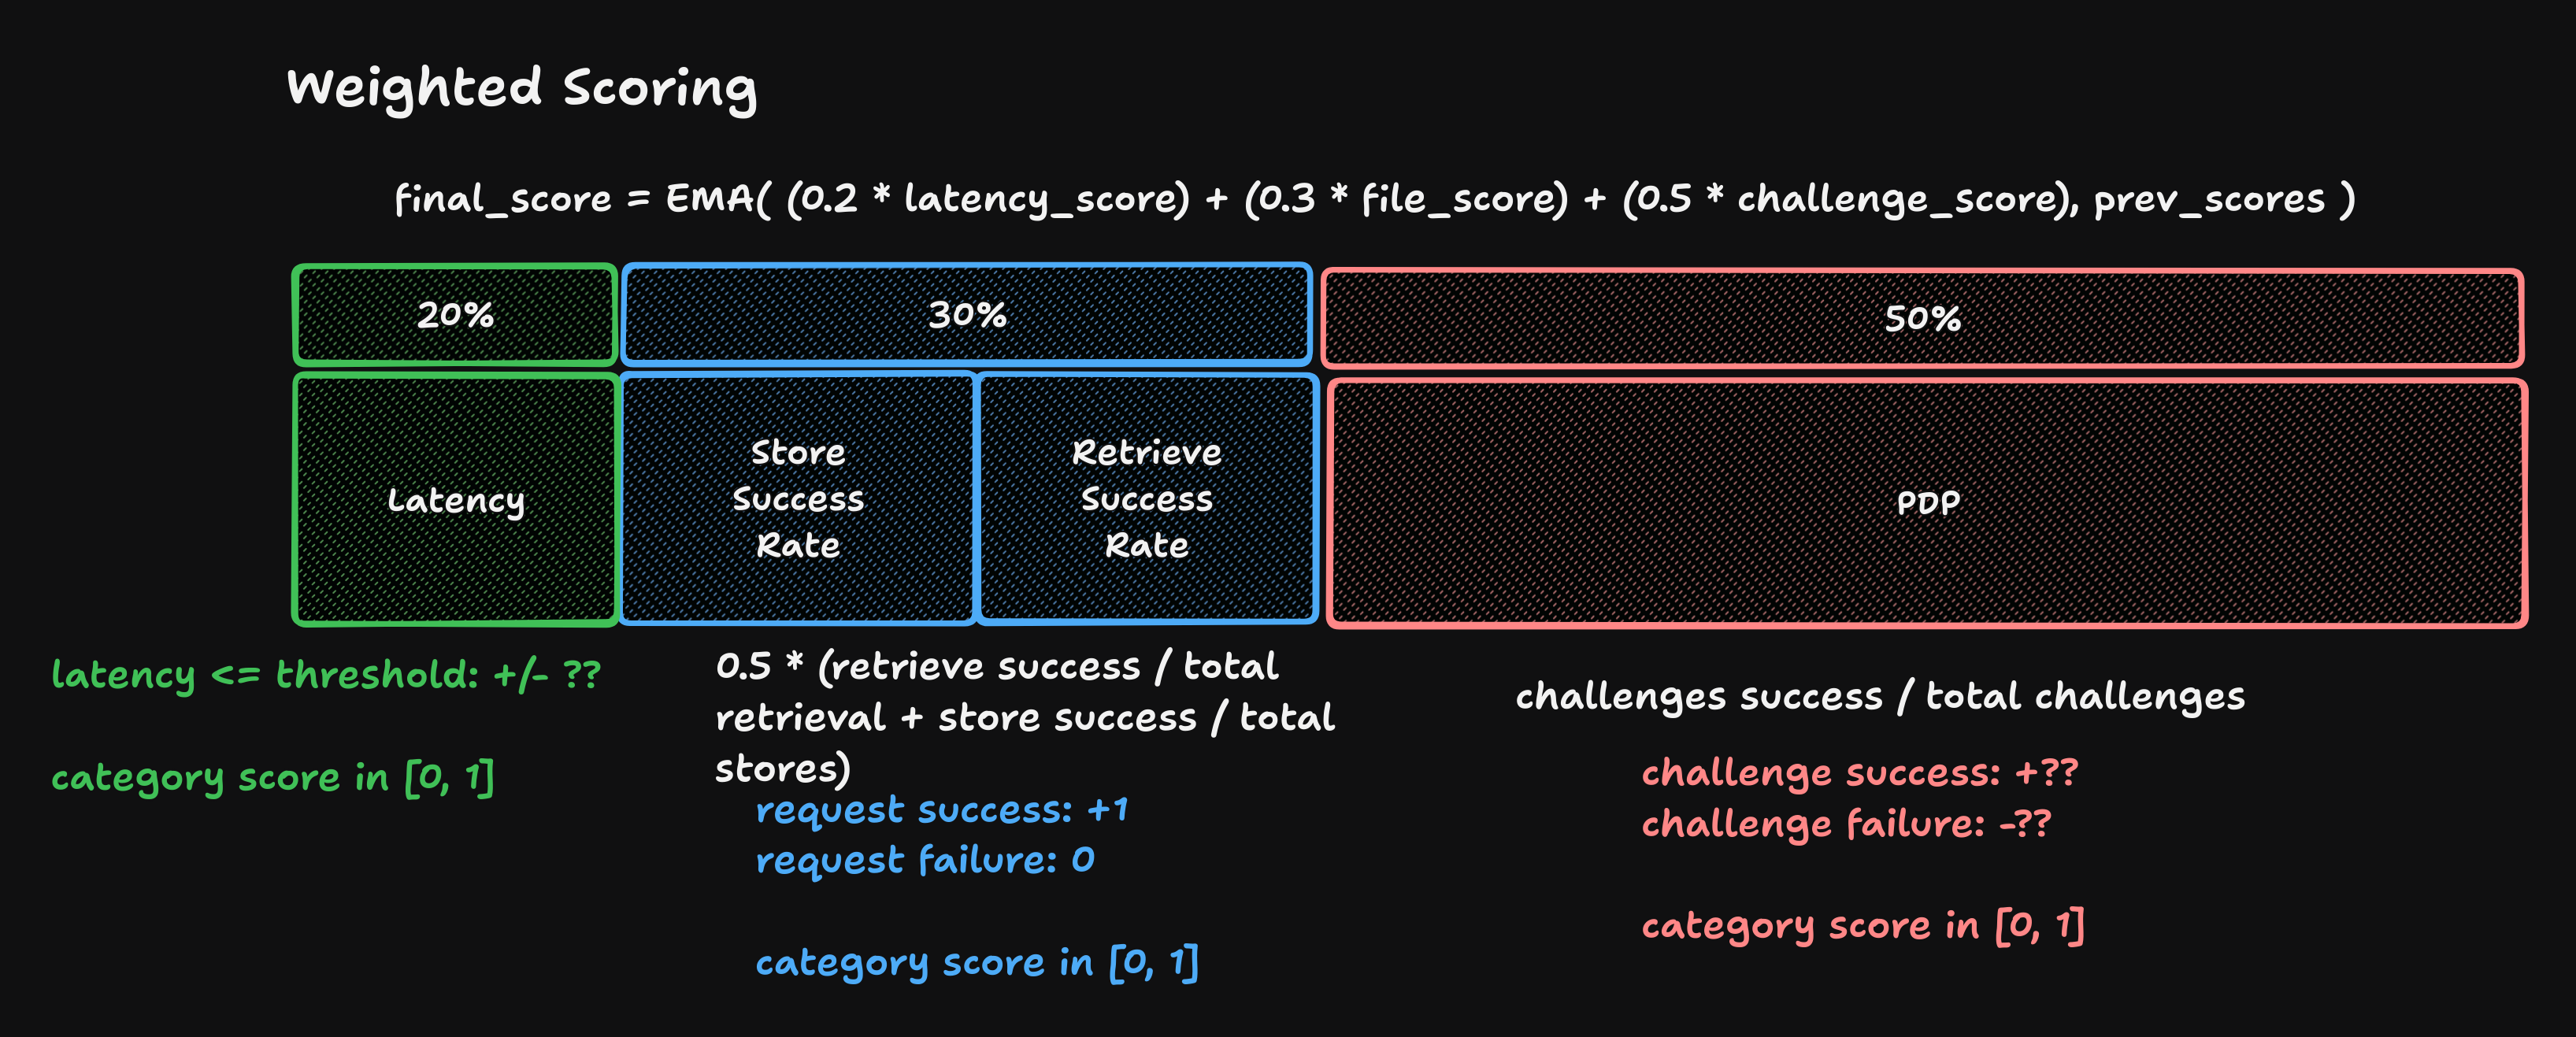 Weighted Scoring
final_score = EMA( (0.2 * latency_score) + (0.3 * file_score) + (0.5 * challenge_score), prev_scores )
20%
30%
50%
Latency
Store
Success
Rate
Retrieve
Success
Rate
PDP
latency <= threshold: +/- ??
category score in [0, 1]
0.5 * (retrieve success / total
retrieval + store success / total
stores)
request success: +1
request failure: 0
category score in [0, 1]
challenges success / total challenges
challenge success: +??
challenge failure: -??
category score in [0, 1]